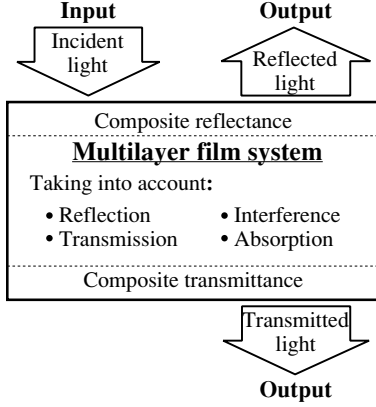 Input
Output
Incident
light
Reflected
light
Composite reflectance
Multilayer film system
Taking into account:
• Reflection
• Interference
• Transmission
• Absorption
Composite transmittance
Transmitted
light
Output